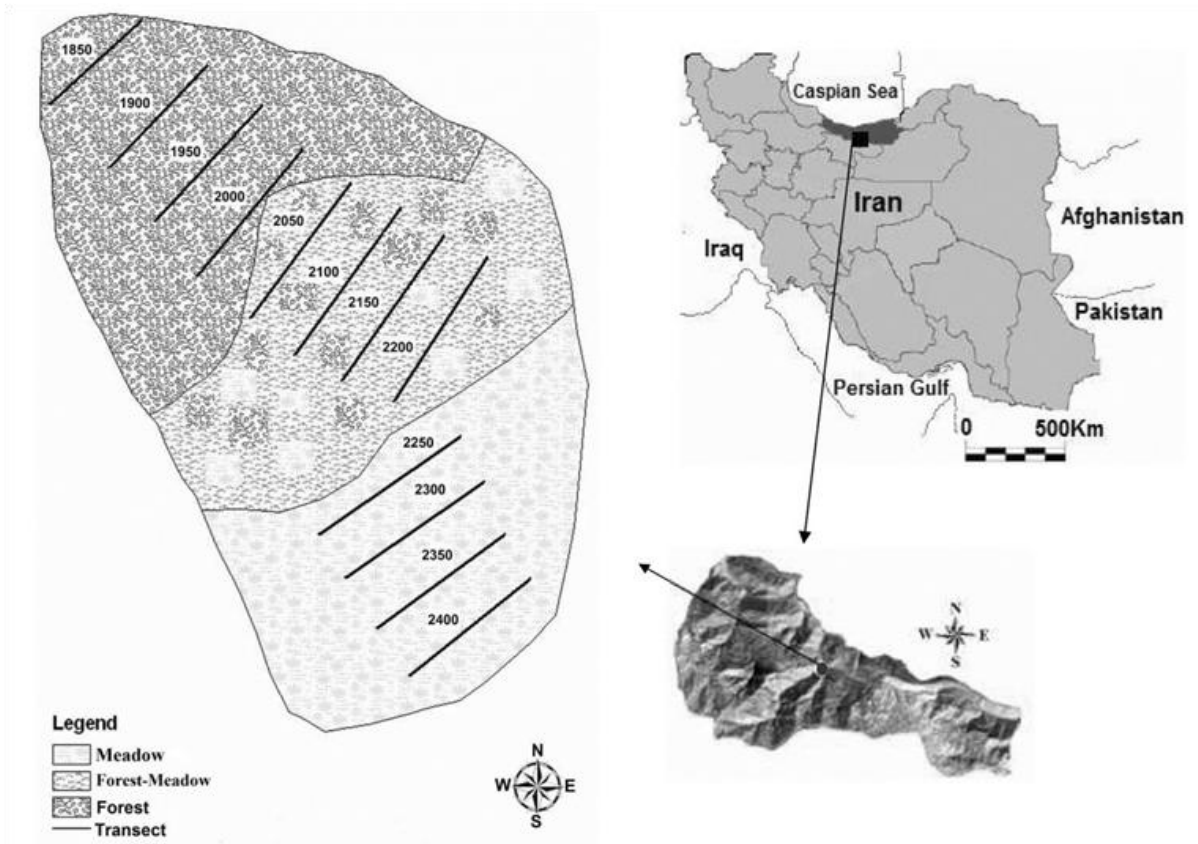 1850
1900
1950
2000
2050
2100
2150
2200
2250
2300
2350
2400
Legend
Meadow
Forest-Meadow
Forest
Transect
N
W E
S
Caspian Sea
Iran
Afghanistan
Iraq
Pakistan
Persian Gulf
0 500Km
N
W E
S